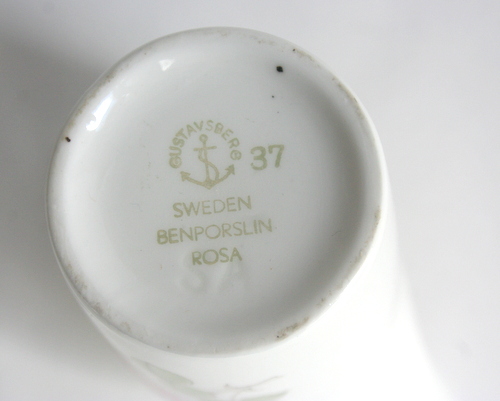 GUSTAVSBERG
37
SWEDEN
BENPORSLIN
ROSA